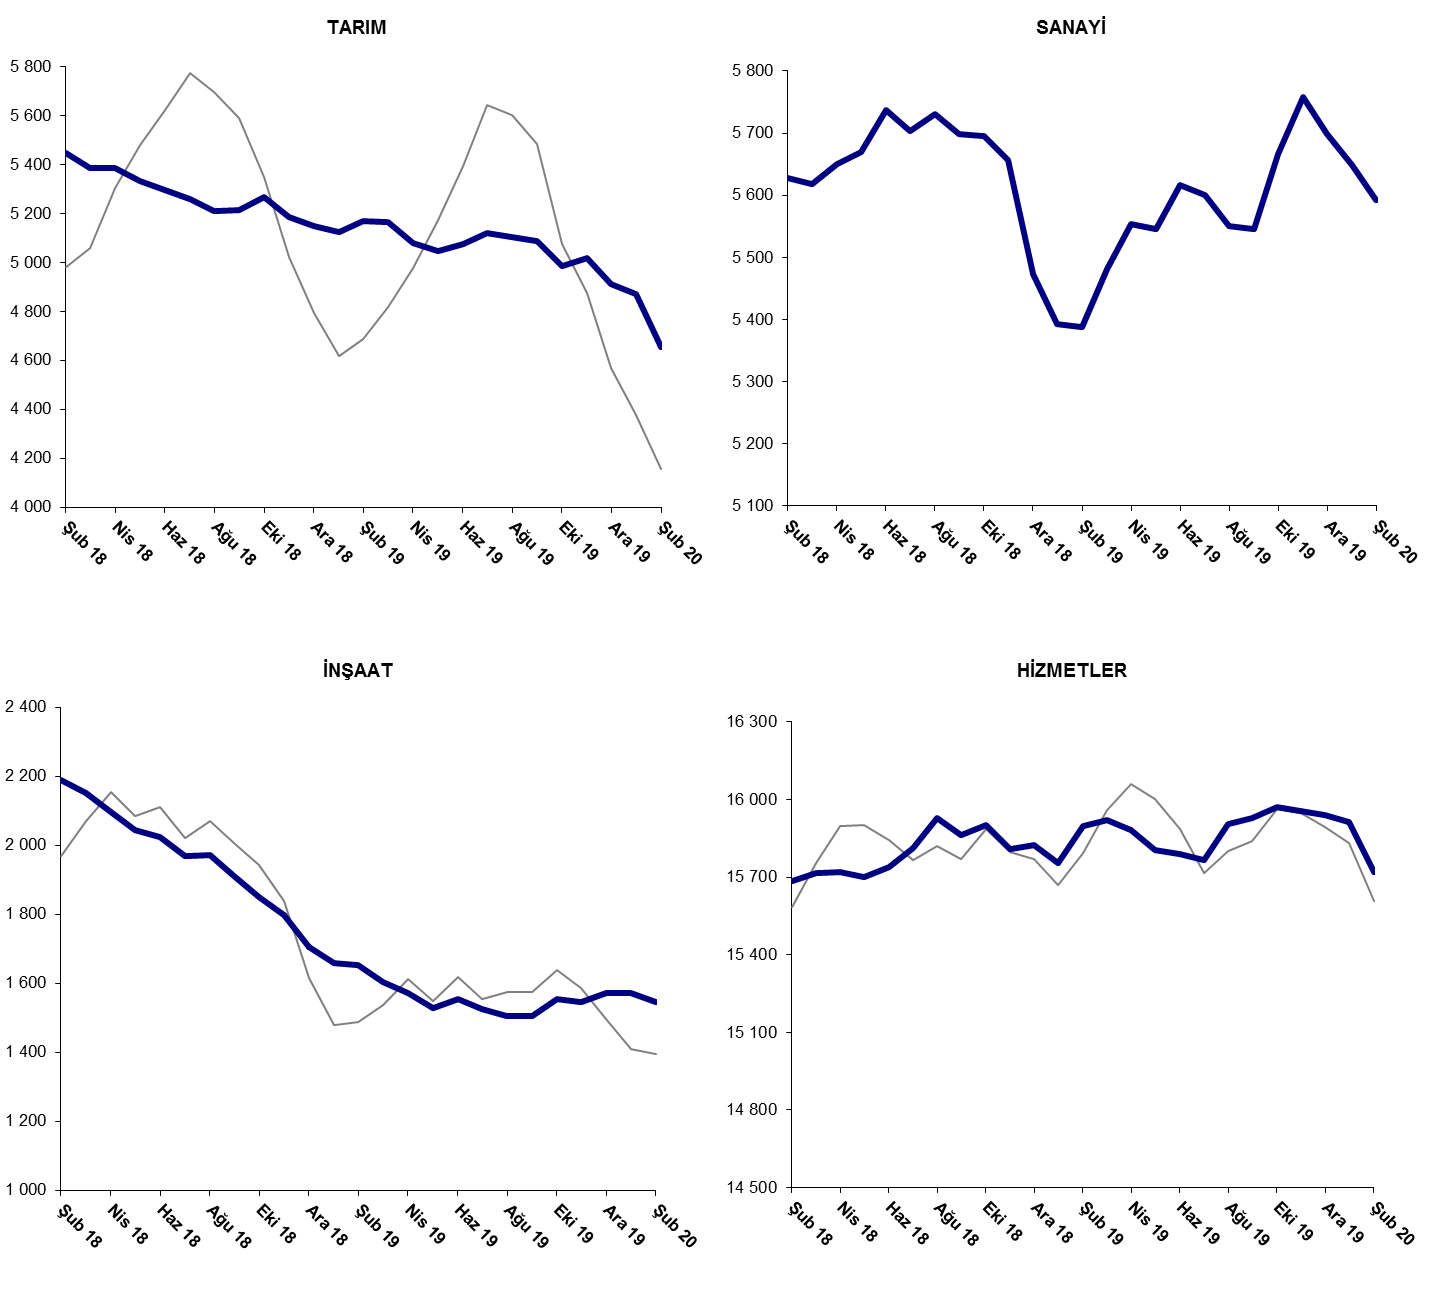 TARIM
5 800
5 600
5 400
5 200
5 000
4 800
4 600
4 400
4 200
4 000
Şub 18
Nis 18
Haz 18
Ağu 18
Eki 18
Ara 18
Şub 19
Nis 19
Haz 19
Ağu 19
Eki 19
Ara 19
Şub 20
SANAYİ
5 800
5 700
5 600
5 500
5 400
5 300
5 200
5 100
Şub 18
Nis 18
Haz 18
Ağu 18
Eki 18
Ara 18
Şub 19
Nis 19
Haz 19
Ağu 19
Eki 19
Ara 19
Şub 20
İNŞAAT
2 400
2 200
2 000
1 800
1 600
1 400
1 200
1 000
Şub 18
Nis 18
Haz 18
Ağu 18
Eki 18
Ara 18
Şub 19
Nis 19
Haz 19
Ağu 19
Eki 19
Ara 19
Şub 20
HİZMETLER
16 300
16 000
15 700
15 400
15 100
14 800
14 500
Şub 18
Nis 18
Haz 18
Ağu 18
Eki 18
Ara 18
Şub 19
Nis 19
Haz 19
Ağu 19
Eki 19
Ara 19
Şub 20